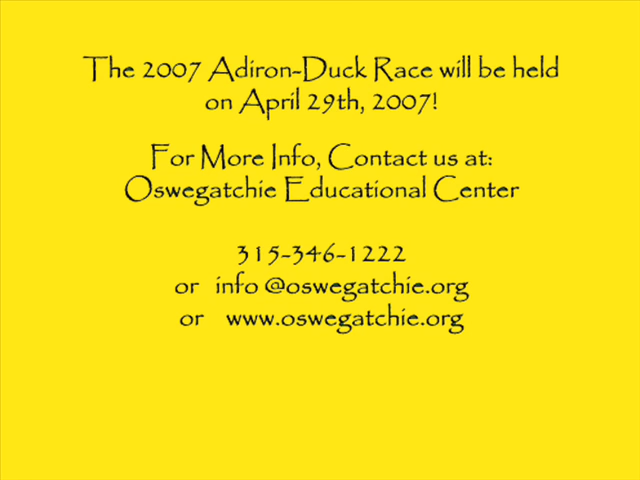 The 2007 Adiron-Duck Race will be held
on April 29th, 2007!
For More Info, Contact us at:
Oswegatchie Educational Center
315-346-1222
or info @oswegatchie.org
or www.oswegatchie.org